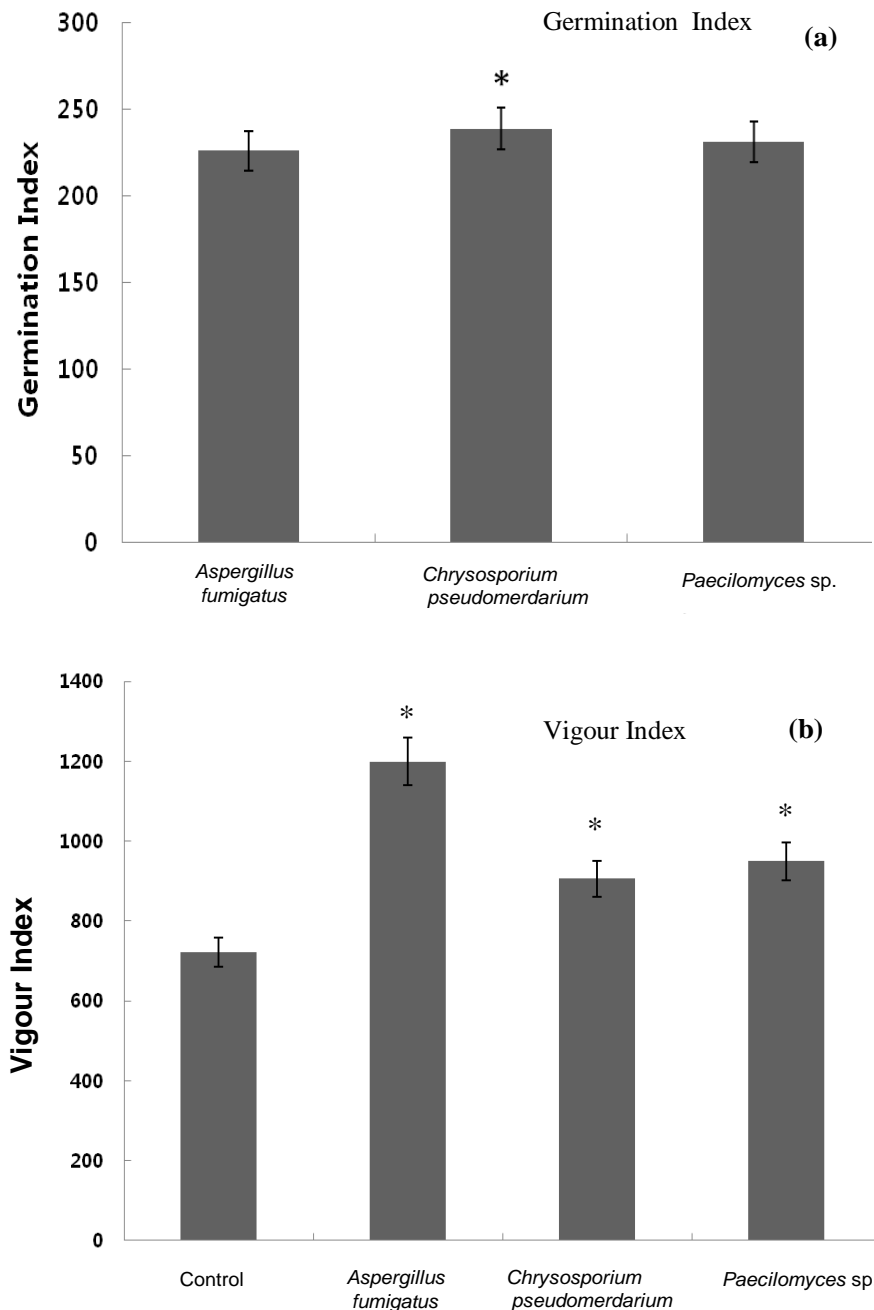 Germination Index (a)
300
250
200
150
100
50
0
Germination Index
*
Aspergillus
fumigatus
Chrysosporium
pseudomerdarium
Paecilomyces sp.
Vigour Index (b)
1400
1200
1000
800
600
400
200
0
Vigour Index
*
*
*
Control
Aspergillus
fumigatus
Chrysosporium
pseudomerdarium
Paecilomyces sp